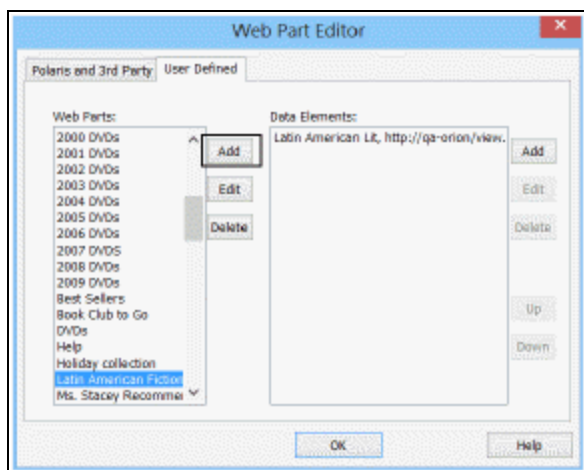 Web Part Editor
Polaris and 3rd Party
User Defined
Web Parts:
2000 DVDs
2001 DVDs
2002 DVDs
2003 DVDs
2004 DVDs
2005 DVDs
2006 DVDs
2007 DVDS
2008 DVDs
2009 DVDs
Best Sellers
Book Club to Go
DVDs
Help
Holiday collection
Latin American Fiction
Ms. Stacey Recommer
Add
Edit
Delete
Data Elements:
Latin American Lit, http://qa-orion/view.
Add
Edit
Delete
Up
Down
OK
Help